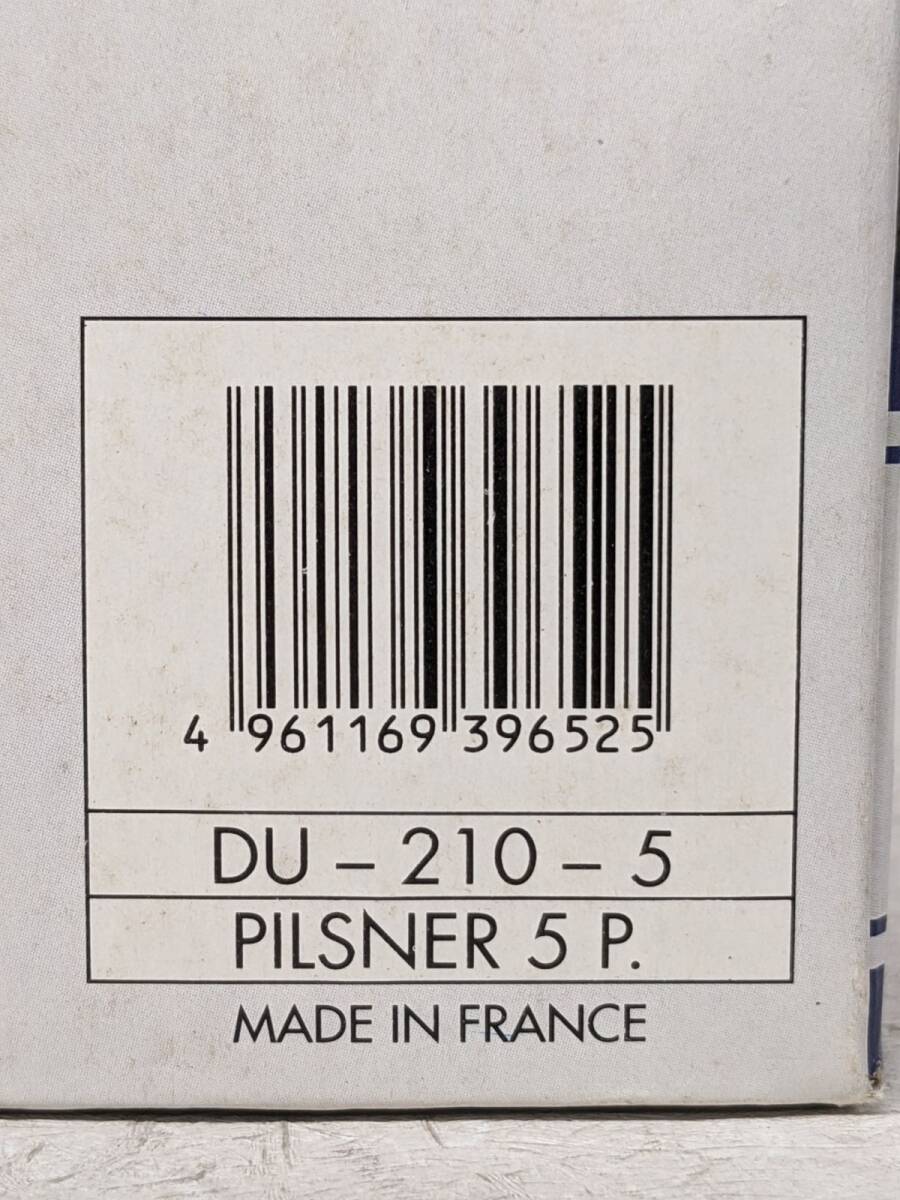 4 961169 396525
DU – 210 – 5
PILSNER 5 P.
MADE IN FRANCE